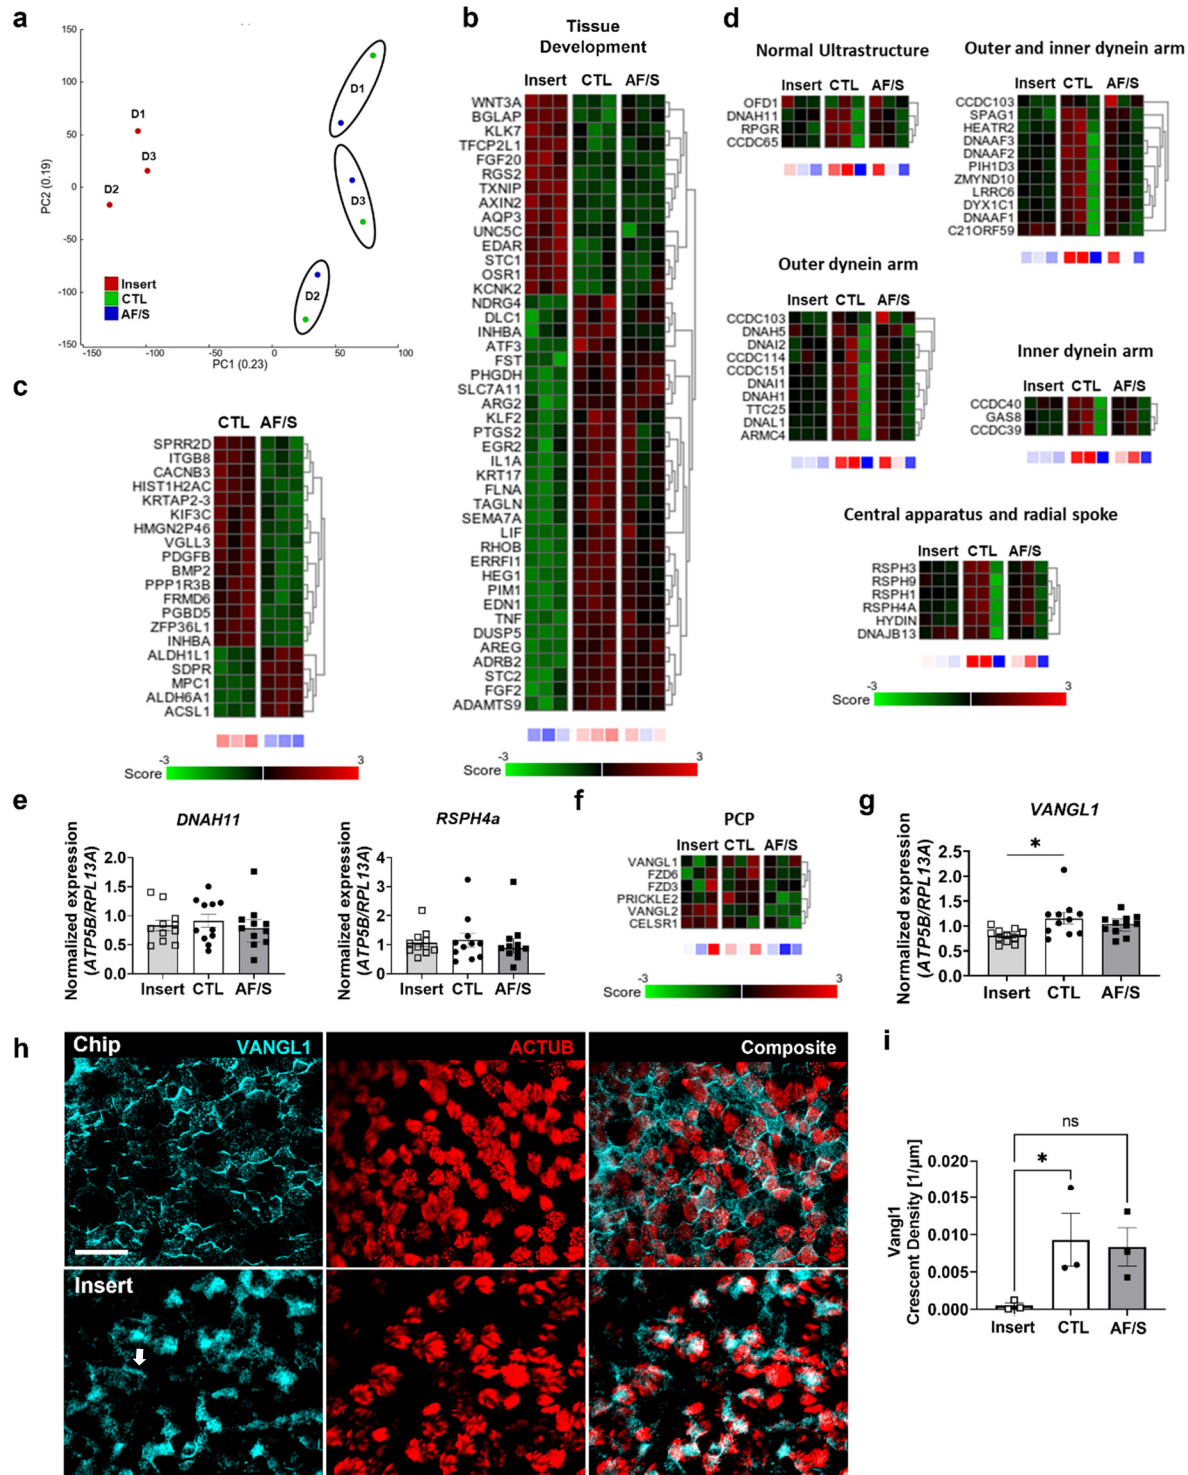 a
150
100
50
0
-50
-100
-150
-150
-100
-50
0
50
100
PC2 (0.19)
PC1 (0.23)
D1
D3
D2
D1
D3
D2
Insert
CTL
AF/S
b
Tissue
Development
Insert CTL AF/S
WNT3A
BGLAP
KLK7
TFCP2L1
FGF20
RGS2
TXNIP
AXIN2
AQP3
UNC5C
EDAR
STC1
OSR1
KCNK2
NDRG4
DLC1
INHBA
ATF3
FST
PHGDH
SLC7A11
ARG2
KLF2
PTGS2
EGR2
IL1A
KRT17
FLNA
TAGLN
SEMA7A
LIF
RHOB
ERRFI1
HEG1
PIM1
EDN1
TNF
DUSP5
AREG
ADRB2
STC2
FGF2
ADAMTS9
-3 3
Score
c
CTL AF/S
SPRR2D
ITGB8
CACNB3
HIST1H2AC
KRTAP2-3
KIF3C
HMGN2P46
VGLL3
PDGFB
BMP2
PPP1R3B
FRMD6
PGBD5
ZFP36L1
INHBA
ALDH1L1
SDPR
MPC1
ALDH6A1
ACSL1
-3 3
Score
d
Normal Ultrastructure
Insert CTL AF/S
OFD1
DNAH11
RPGR
CCDC65
Outer and inner dynein arm
Insert CTL AF/S
CCDC103
SPAG1
HEATR2
DNAAF3
DNAAF2
PIH1D3
ZMYND10
LRRC6
DYX1C1
DNAAF1
C21ORF59
Outer dynein arm
Insert CTL AF/S
CCDC103
DNAH5
DNAI2
CCDC114
CCDC151
DNAI1
DNAH1
TTC25
DNAL1
ARMC4
Inner dynein arm
Insert CTL AF/S
CCDC40
GAS8
CCDC39
Central apparatus and radial spoke
Insert CTL AF/S
RSPH3
RSPH9
RSPH1
RSPH4A
HYDIN
DNAJB13
-3 3
Score
e
DNAH11
Normalized expression
(ATP5B/RPL13A)
2.0
1.5
1.0
0.5
0.0
Insert CTL AF/S
RSPH4a
Normalized expression
(ATP5B/RPL13A)
4
3
2
1
0
Insert CTL AF/S
f
PCP
Insert CTL AF/S
VANGL1
FZD6
FZD3
PRICKLE2
VANGL2
CELSR1
-3 3
Score
g
VANGL1
Normalized expression
(ATP5B/RPL13A)
2.5
2.0
1.5
1.0
0.5
0.0
*
Insert CTL AF/S
h
Chip VANGL1 ACTUB Composite
Insert
i
Vangl1
Crescent Density [1/μm]
0.020
0.015
0.010
0.005
0.000
ns
*
Insert CTL AF/S